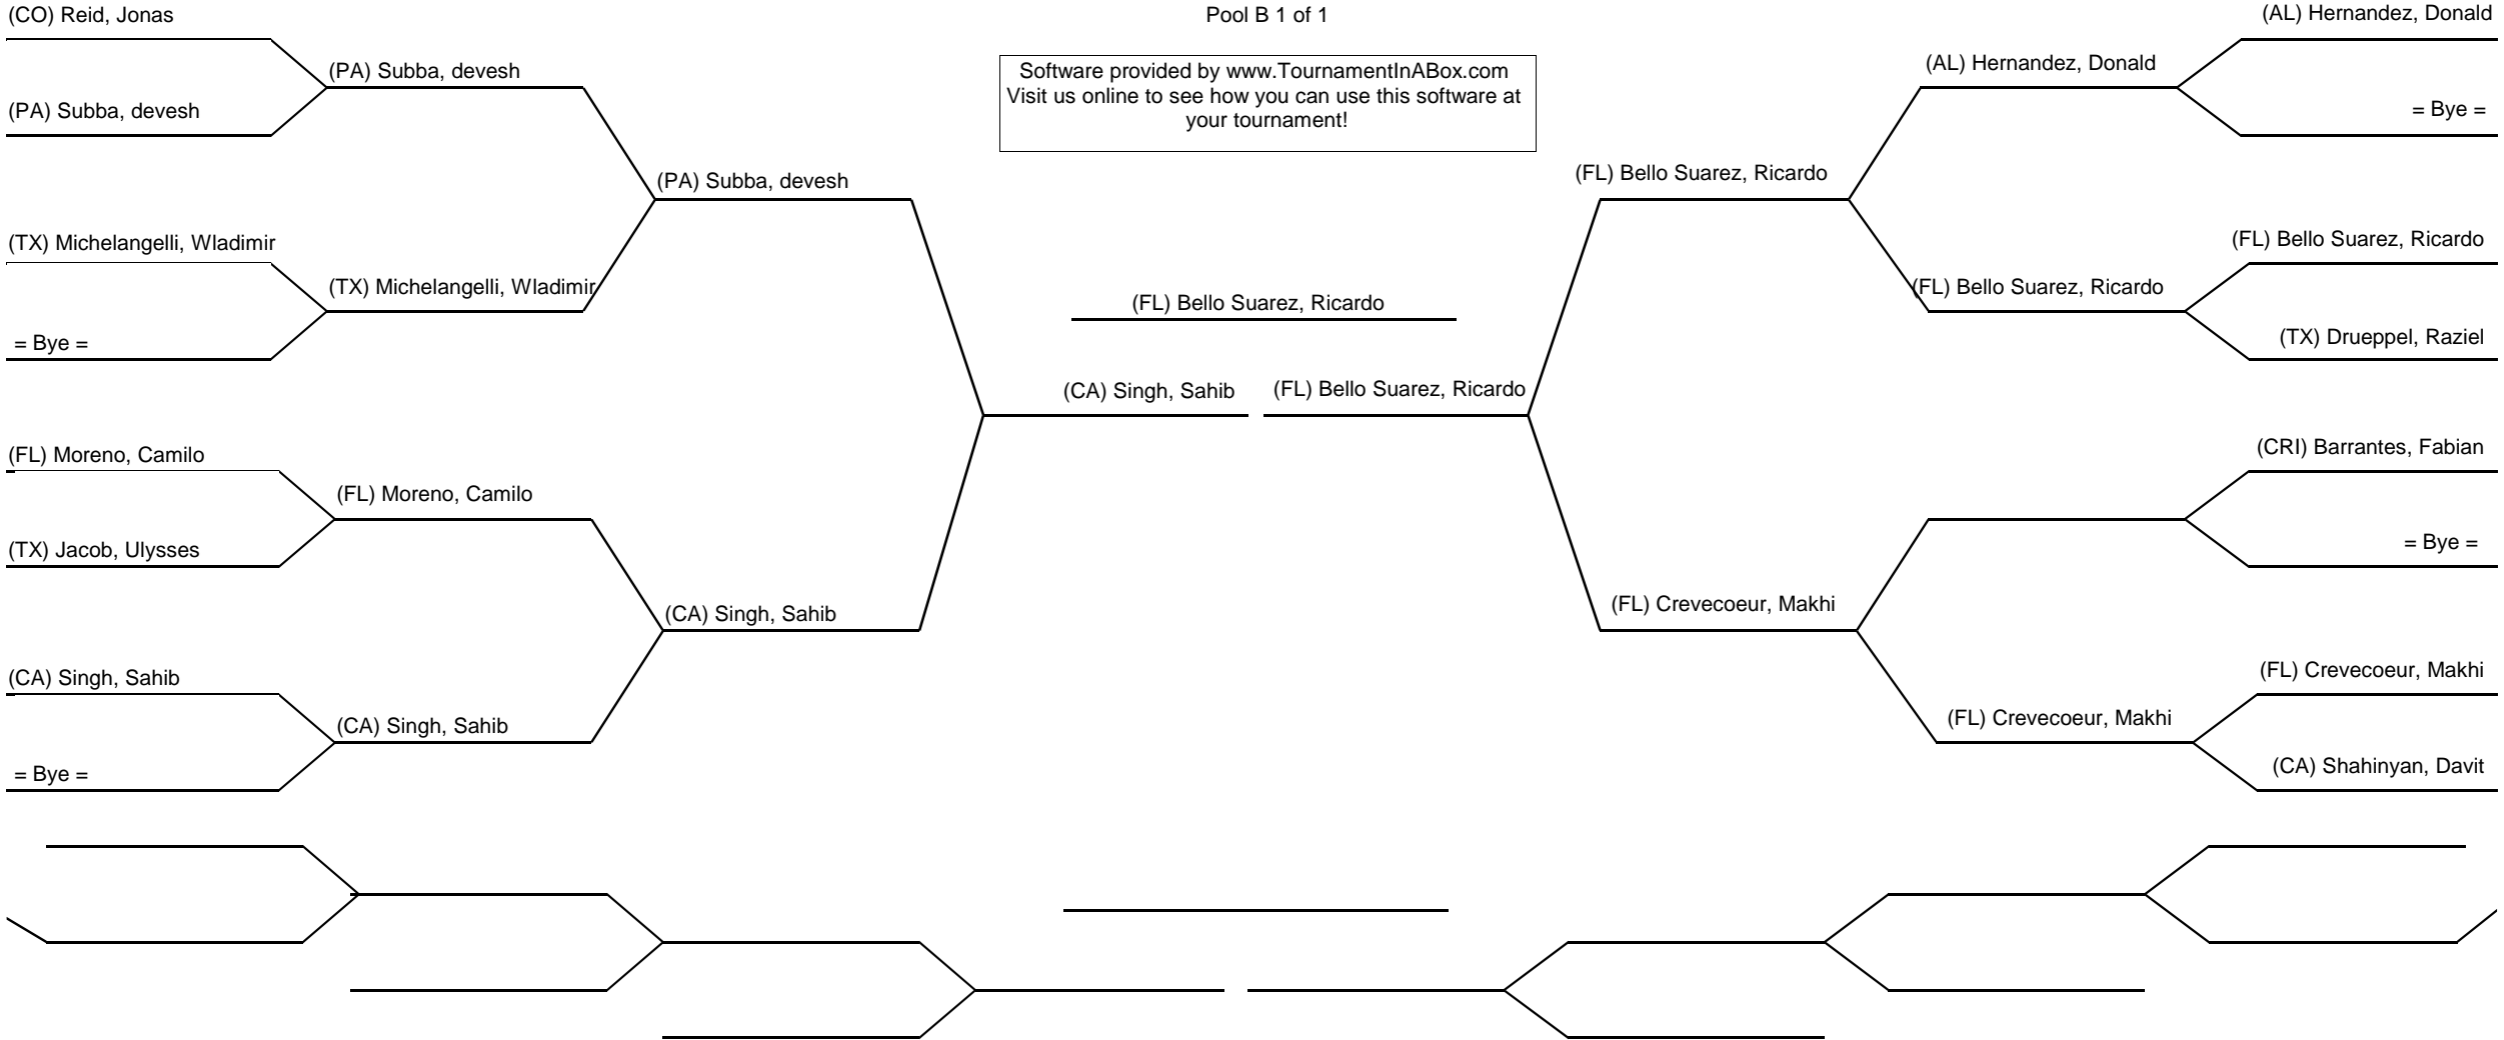 (CO) Reid, Jonas
(PA) Subba, devesh
(PA) Subba, devesh
(PA) Subba, devesh
(TX) Michelangelli, Wladimir
(TX) Michelangelli, Wladimir
= Bye =
(FL) Moreno, Camilo
(FL) Moreno, Camilo
(TX) Jacob, Ulysses
(CA) Singh, Sahib
(CA) Singh, Sahib
(CA) Singh, Sahib
= Bye =
Pool B 1 of 1
Software provided by www.TournamentInABox.com
Visit us online to see how you can use this software at
your tournament!
(FL) Bello Suarez, Ricardo
(CA) Singh, Sahib
(FL) Bello Suarez, Ricardo
(AL) Hernandez, Donald
(AL) Hernandez, Donald
= Bye =
(FL) Bello Suarez, Ricardo
(FL) Bello Suarez, Ricardo
(FL) Bello Suarez, Ricardo
(TX) Drueppel, Raziel
(CRI) Barrantes, Fabian
= Bye =
(FL) Crevecoeur, Makhi
(FL) Crevecoeur, Makhi
(FL) Crevecoeur, Makhi
(CA) Shahinyan, Davit